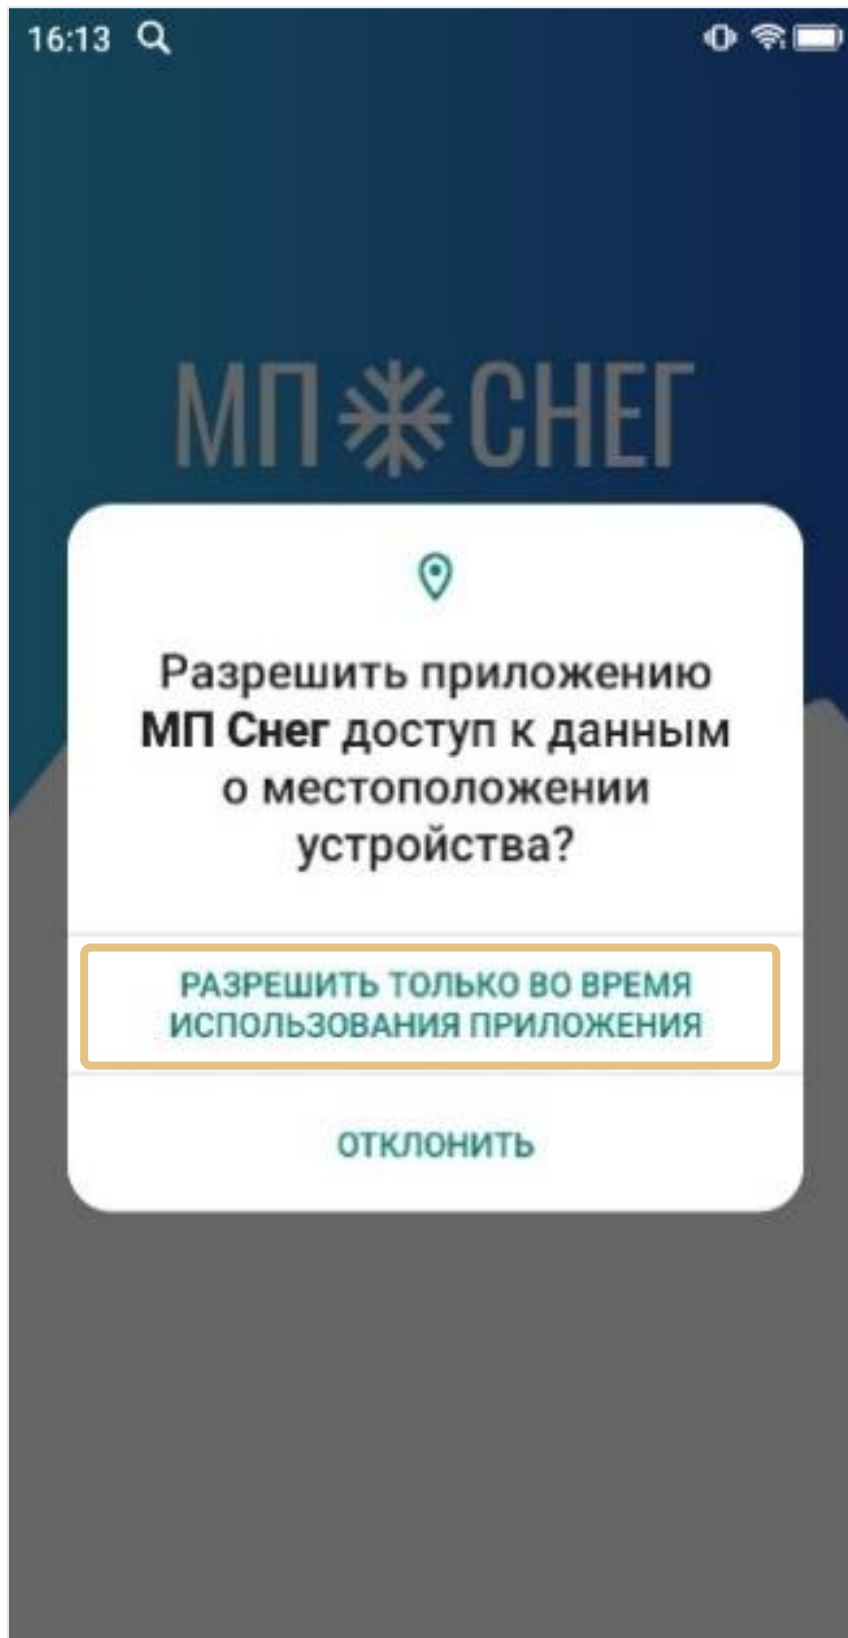 16:13
МП СНЕГ
Разрешить приложению
МП Снег доступ к данным
о местоположении
устройства?
РАЗРЕШИТЬ ТОЛЬКО ВО ВРЕМЯ
ИСПОЛЬЗОВАНИЯ ПРИЛОЖЕНИЯ
ОТКЛОНИТЬ